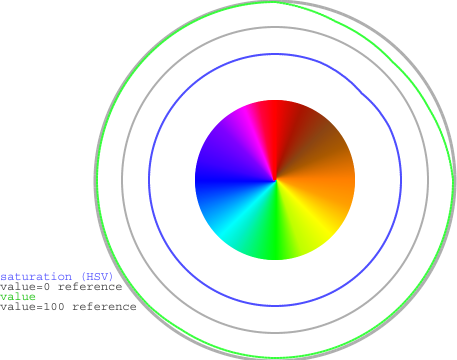 saturation (HSV)
value=0 reference
value
value=100 reference